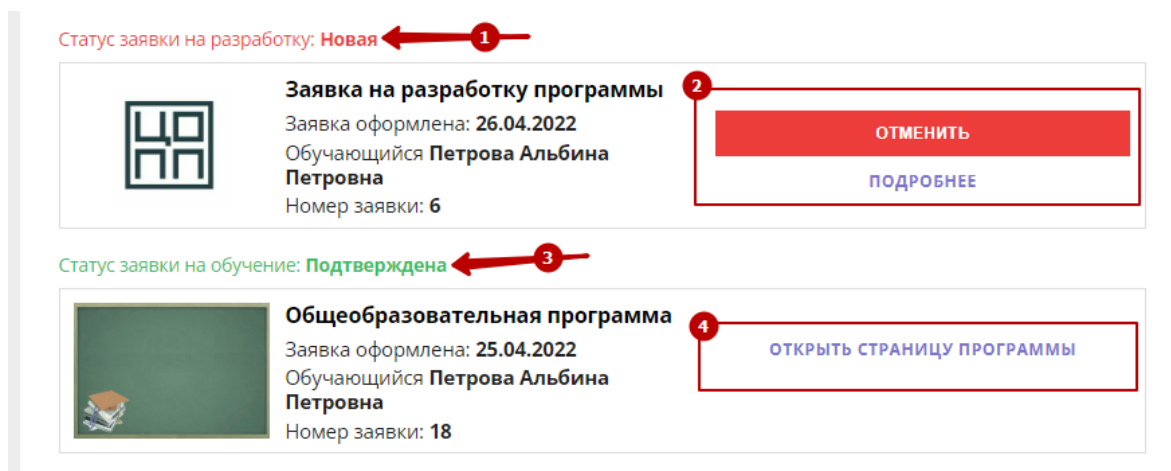 Статус заявки на разработку: Новая
1
Заявка на разработку программы
2
ЦО
ПП
Заявка оформлена: 26.04.2022
ОТМЕНИТЬ
Обучающийся Петрова Альбина
Петровна
ПОДРОБНЕЕ
Номер заявки: 6
Статус заявки на обучение: Подтверждена
3
Общеобразовательная программа
4
Заявка оформлена: 25.04.2022
ОТКРЫТЬ СТРАНИЦУ ПРОГРАММЫ
Обучающийся Петрова Альбина
Петровна
Номер заявки: 18